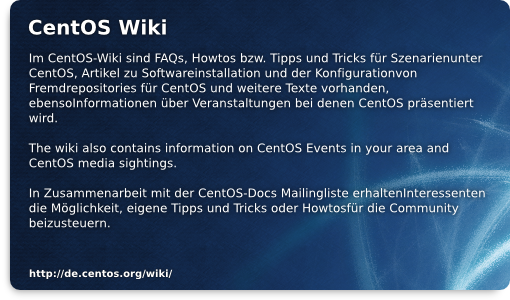 CentOS Wiki
Im CentOS-Wiki sind FAQs, Howtos bzw. Tipps und Tricks für Szenarienunter
CentOS, Artikel zu Softwareinstallation und der Konfigurationvon
Fremdrepositories für CentOS und weitere Texte vorhanden,
ebensoInformationen über Veranstaltungen bei denen CentOS präsentiert
wird.
The wiki also contains information on CentOS Events in your area and
CentOS media sightings.
In Zusammenarbeit mit der CentOS-Docs Mailingliste erhaltenInteressenten
die Möglichkeit, eigene Tipps und Tricks oder Howtosfür die Community
beizusteuern.
http://de.centos.org/wiki/